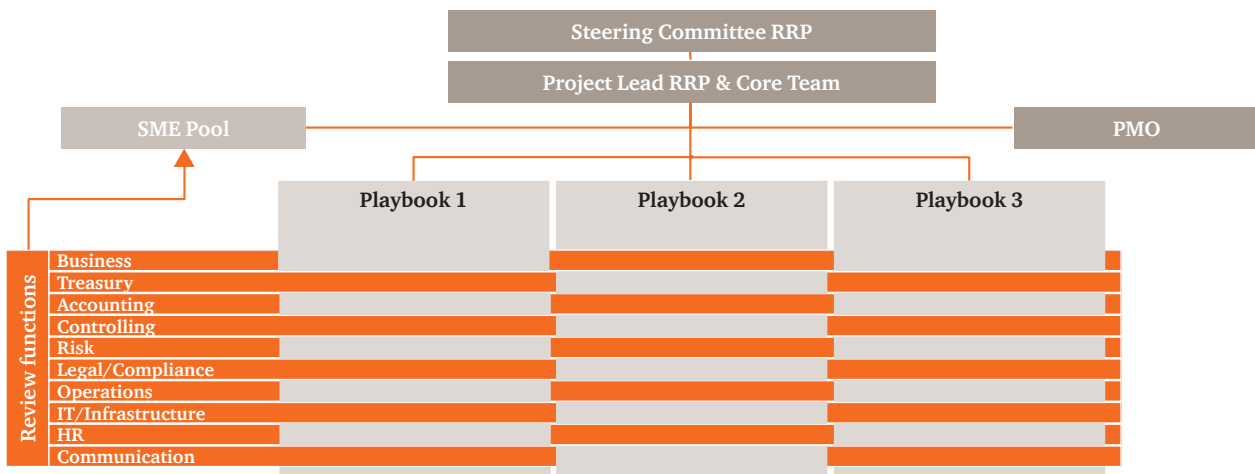 Steering Committee RRP
Project Lead RRP & Core Team
SME Pool
PMO
Playbook 1
Playbook 2
Playbook 3
Review functions
Business
Treasury
Accounting
Controlling
Risk
Legal/Compliance
Operations
IT/Infrastructure
HR
Communication